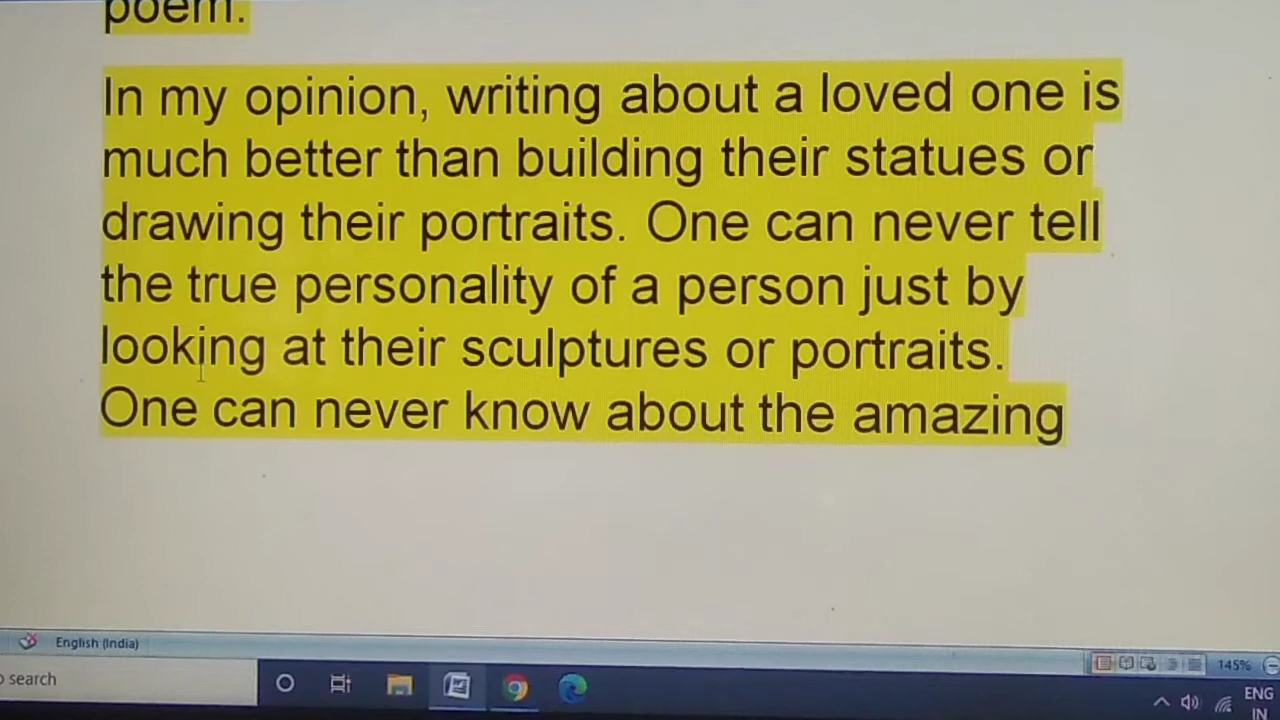 poem.
In my opinion, writing about a loved one is
much better than building their statues or
drawing their portraits. One can never tell
the true personality of a person just by
looking at their sculptures or portraits.
One can never know about the amazing
English (India)
145%
search
ENG
IN